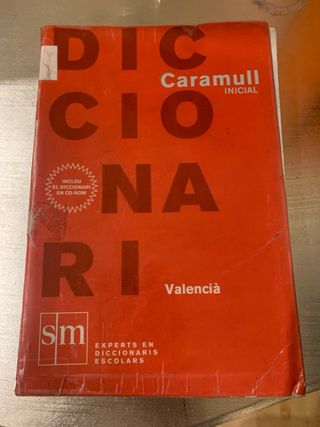 DIC
Caramull
INICIAL
CIO
INCLOU
EL DICCIONARI
EN CD-ROM
NA
RI
Valencià
sm
EXPERTS EN
DICCIONARIS
ESCOLARS